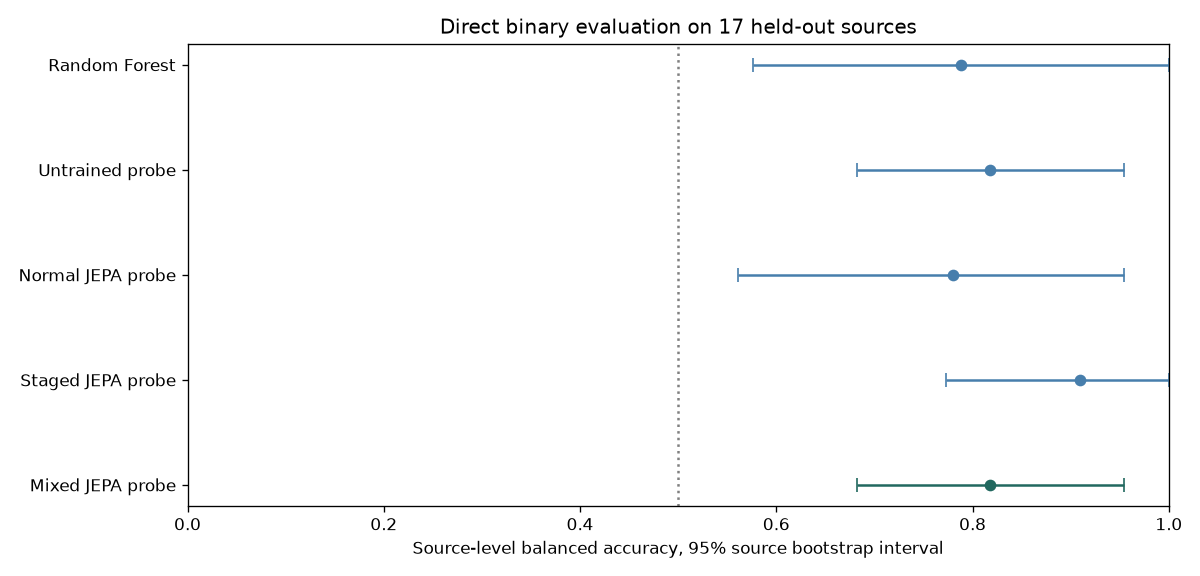 Direct binary evaluation on 17 held-out sources
Random Forest
Untrained probe
Normal JEPA probe
Staged JEPA probe
Mixed JEPA probe
0.0 0.2 0.4 0.6 0.8 1.0
Source-level balanced accuracy, 95% source bootstrap interval